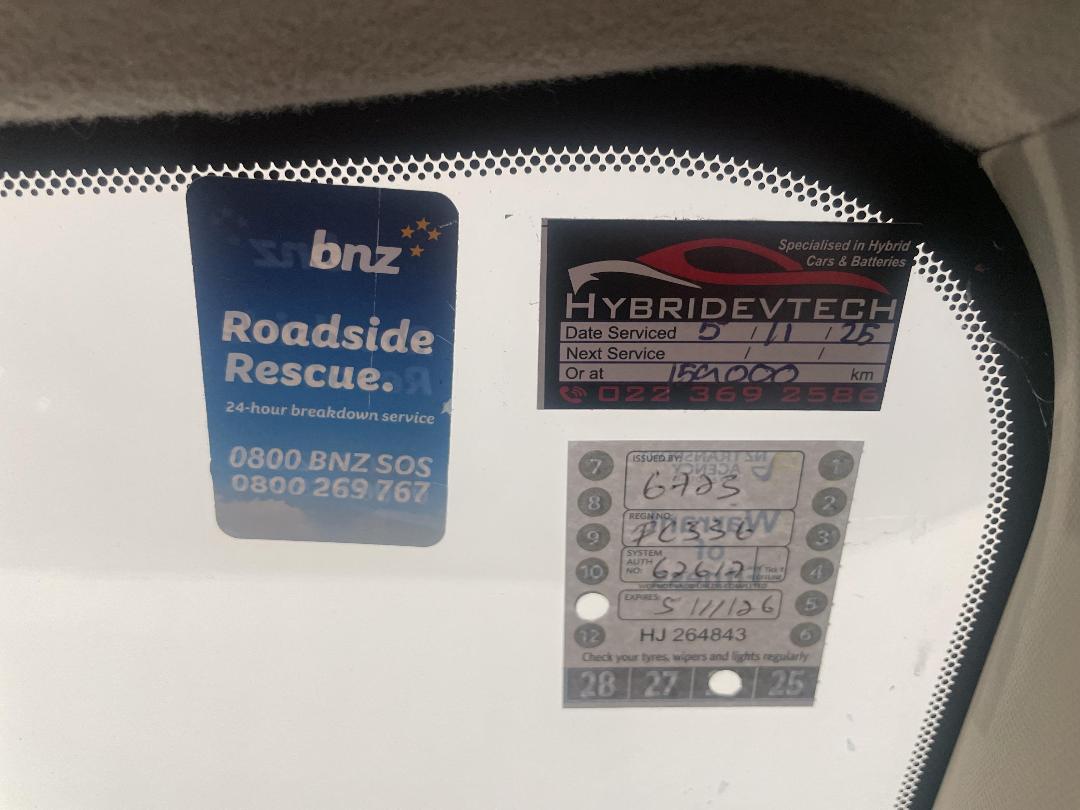 bnz
Roadside
Rescue.
24-hour breakdown service
0800 BNZ SOS
0800 269 767
Specialised in Hybrid
Cars & Batteries
HYBRIDEVTECH
Date Serviced 5 / 11 / 25
Next Service / /
Or at 159000 km
022 369 2586
7 ISSUED BY: 1
6723
8 2
REGN NO.
9 3
SYSTEM
AUTH
NO:
10 4
EXPIRES: 5/11/26
5
12 HJ 264843 6
Check your tyres, wipers and lights regularly
28 27 25